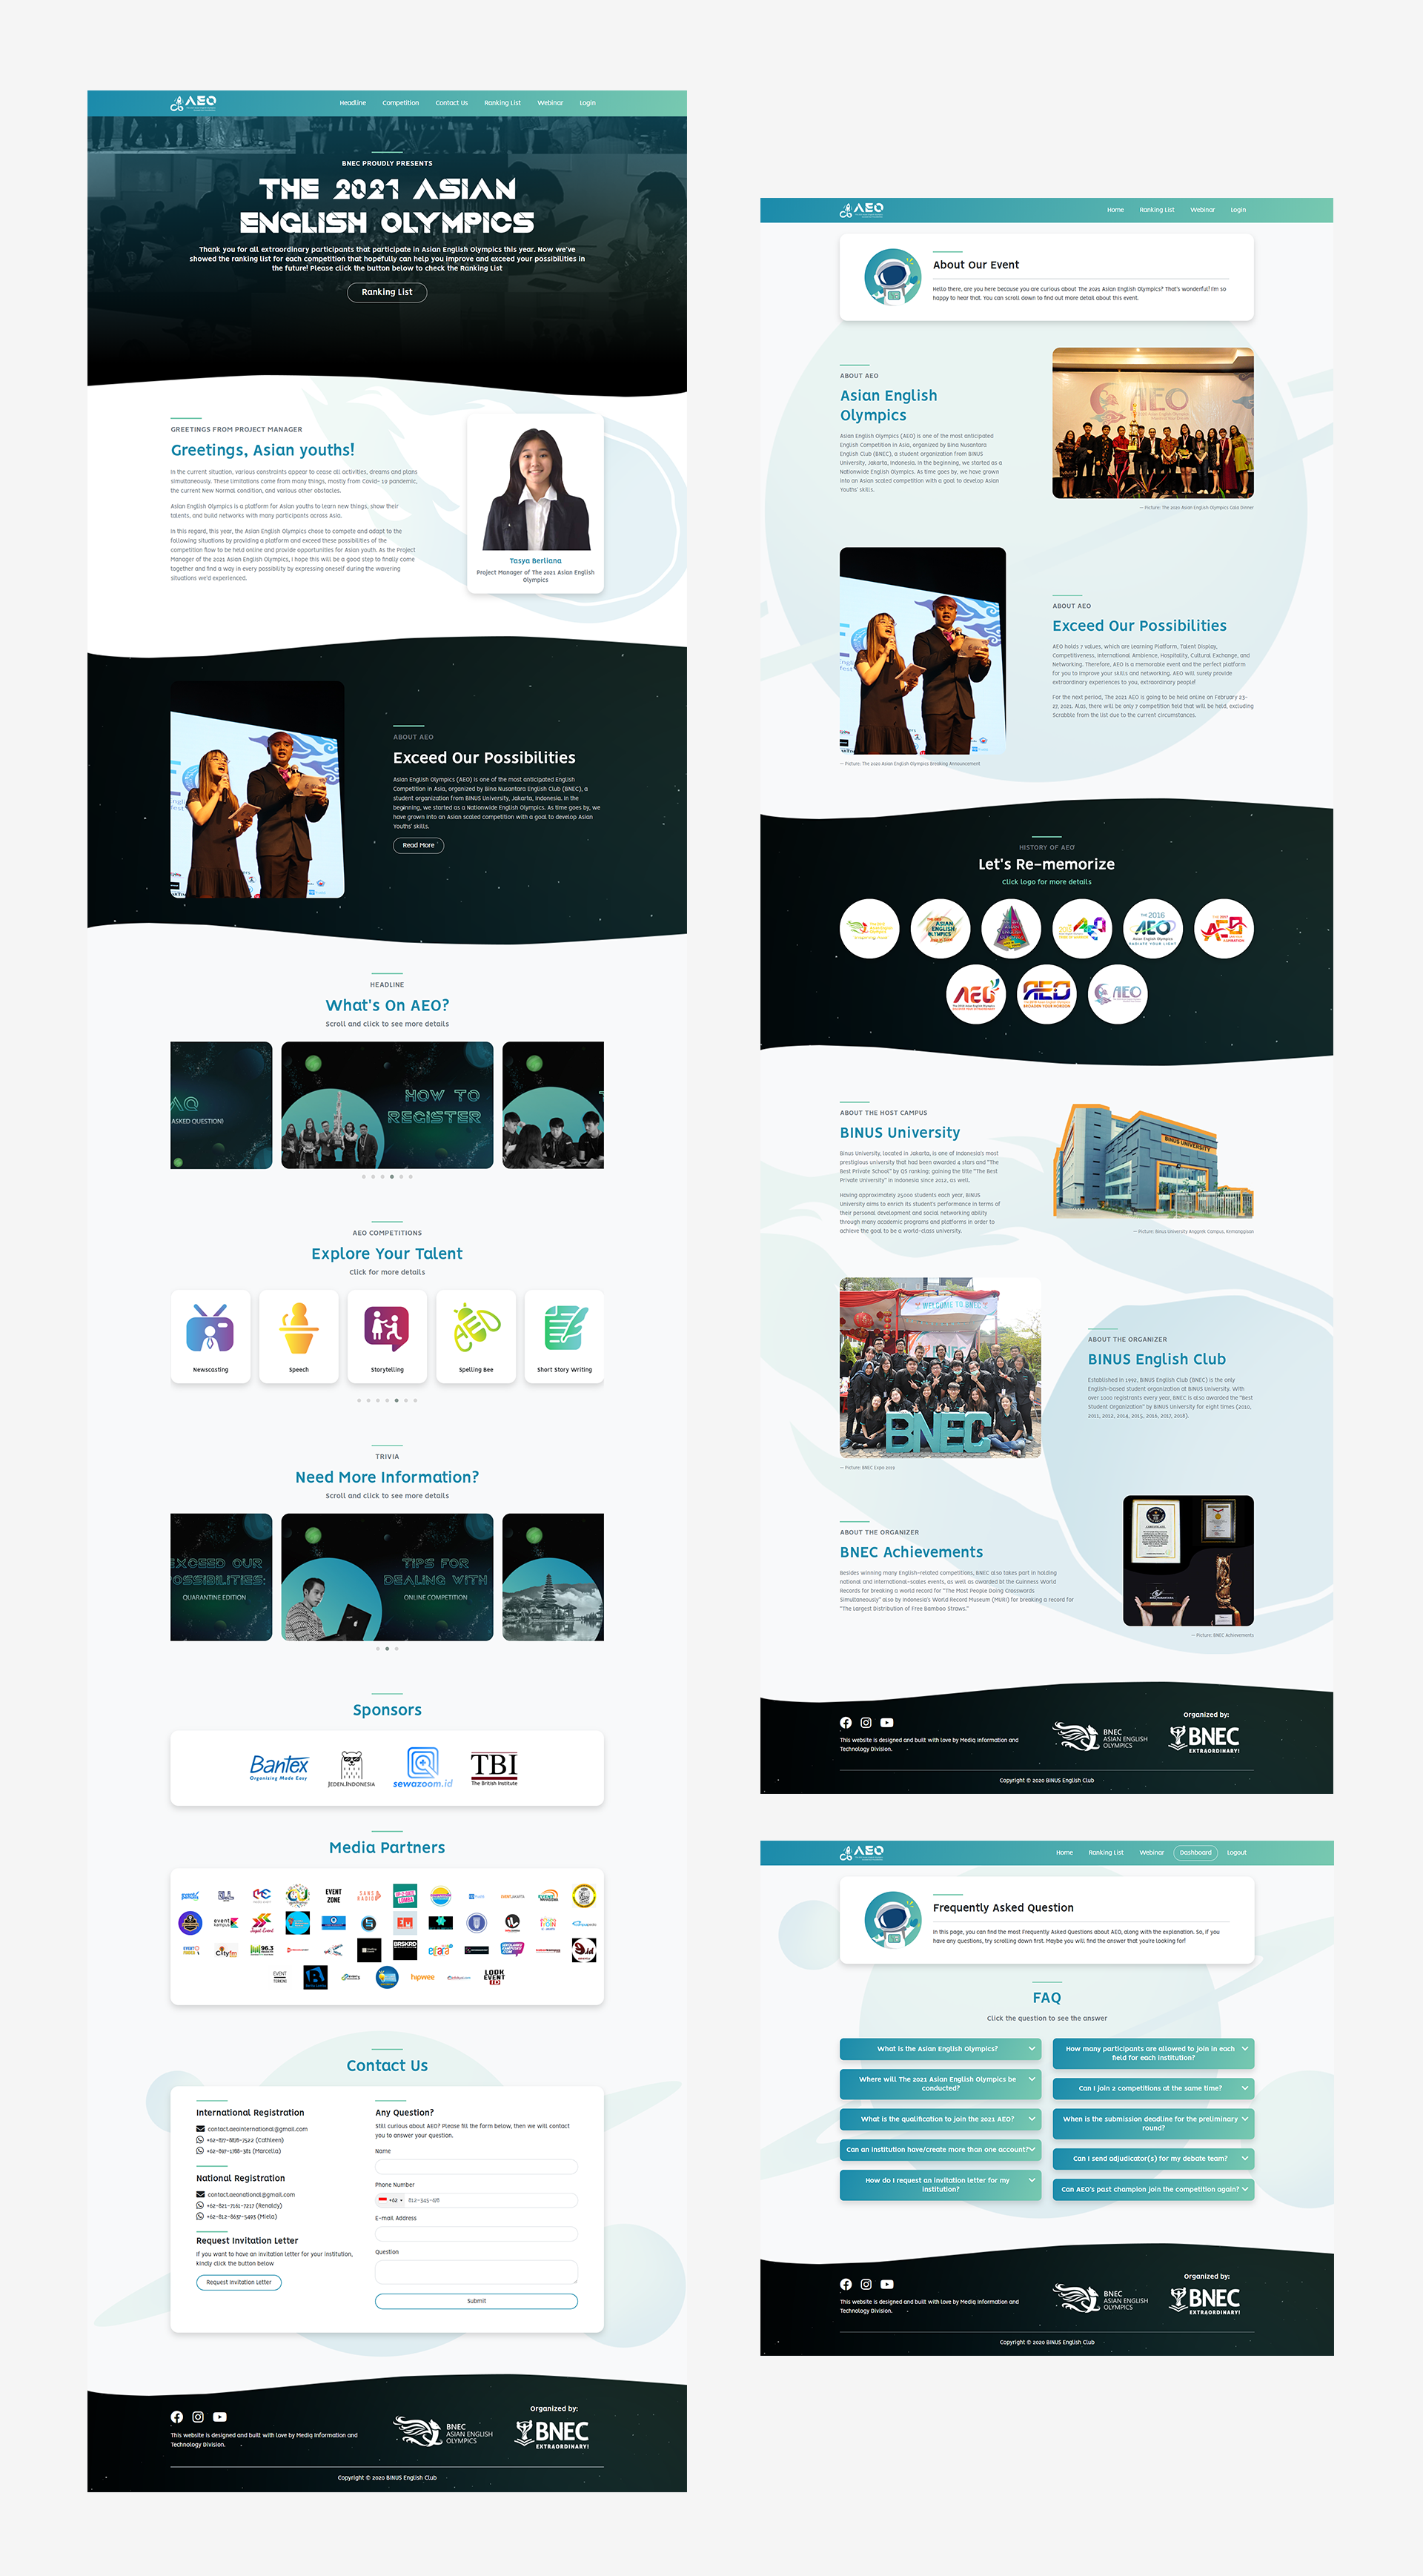 AEO
Headline
Competition
Contact Us
Ranking List
Webinar
Login
BNEC PROUDLY PRESENTS
THE 2021 ASIAN
ENGLISH OLYMPICS
Thank you for all extraordinary participants that participate in Asian English Olympics this year. Now we've
showed the ranking list for each competition that hopefully can help you improve and exceed your possibilities in
the future! Please click the button below to check the Ranking List
Ranking List
GREETINGS FROM PROJECT MANAGER
Greetings, Asian youths!
In the current situation, various constraints appear to cease all activities, dreams and plans
simultaneously. These limitations come from many things, mostly from Covid- 19 pandemic,
the current New Normal condition, and various other obstacles.
Asian English Olympics is a platform for Asian youths to learn new things, show their
talents, and build networks with many participants across Asia.
In this regard, this year, the Asian English Olympics chose to compete and adapt to the
following situations by providing a platform and exceed these possibilities of the
competition flow to be held online and provide opportunities for Asian youth. As the Project
Manager of the 2021 Asian English Olympics, I hope this will be a good step to finally come
together and find a way in every possibility by expressing oneself during the wavering
situations we'd experienced.
Tasya Berliana
Project Manager of The 2021 Asian English
Olympics
ABOUT AEO
Exceed Our Possibilities
Asian English Olympics (AEO) is one of the most anticipated English
Competition in Asia, organized by Bina Nusantara English Club (BNEC), a
student organization from BINUS University, Jakarta, Indonesia. In the
beginning, we started as a Nationwide English Olympics. As time goes by, we
have grown into an Asian scaled competition with a goal to develop Asian
Youths' skills.
Read More
HEADLINE
What's On AEO?
Scroll and click to see more details
AQ
ASKED QUESTION)
HOW TO
REGISTER
AEO COMPETITIONS
Explore Your Talent
Click for more details
Newscasting
Speech
Storytelling
Spelling Bee
Short Story Writing
TRIVIA
Need More Information?
Scroll and click to see more details
EXCEED OUR
POSSIBILITIES:
QUARANTINE EDITION
TIPS FOR
DEALING WITH
ONLINE COMPETITION
Sponsors
Bantex
Organizing Made Easy
JEDEN.INDONESIA
sewazoom.id
TBI
The British Institute
Media Partners
EVENT
ZONE
City fm
96.3
BRSKRD
hipwee
LOOK
EVENT
ID
Contact Us
International Registration
contact.aeointernational@gmail.com
+62-877-8876-7522 (Cathleen)
+62-897-1788-381 (Marcella)
National Registration
contact.aeonational@gmail.com
+62-821-7161-7217 (Renaldy)
+62-812-8637-5493 (Miela)
Request Invitation Letter
If you want to have an invitation letter for your institution,
kindly click the button below
Request Invitation Letter
Any Question?
Still curious about AEO? Please fill the form below, then we will contact
you to answer your question.
Name
Phone Number
+62
812-345-678
E-mail Address
Question
Submit
This website is designed and built with love by Media Information and
Technology Division.
BNEC
ASIAN ENGLISH
OLYMPICS
Organized by:
BNEC
EXTRAORDINARY!
Copyright © 2020 BINUS English Club
AEO
Home
Ranking List
Webinar
Login
About Our Event
Hello there, are you here because you are curious about The 2021 Asian English Olympics? That's wonderful! I'm so
happy to hear that. You can scroll down to find out more detail about this event.
ABOUT AEO
Asian English
Olympics
Asian English Olympics (AEO) is one of the most anticipated
English Competition in Asia, organized by Bina Nusantara
English Club (BNEC), a student organization from BINUS
University, Jakarta, Indonesia. In the beginning, we started as a
Nationwide English Olympics. As time goes by, we have grown
into an Asian scaled competition with a goal to develop Asian
Youths' skills.
AEO
— Picture: The 2020 Asian English Olympics Gala Dinner
— Picture: The 2020 Asian English Olympics Breaking Announcement
ABOUT AEO
Exceed Our Possibilities
AEO holds 7 values, which are Learning Platform, Talent Display,
Competitiveness, International Ambience, Hospitality, Cultural Exchange, and
Networking. Therefore, AEO is a memorable event and the perfect platform
for you to improve your skills and networking. AEO will surely provide
extraordinary experiences to you, extraordinary people!
For the next period, The 2021 AEO is going to be held online on February 23-
27, 2021. Alas, there will be only 7 competition field that will be held, excluding
Scrabble from the list due to the current circumstances.
HISTORY OF AEO
Let's Re-memorize
Click logo for more details
ASIAN
ENGLISH
OLYMPICS
THE 2016
AEO
Asian English Olympics
RADIATE YOUR LIGHT
AEO
AEO
AEO
BROADEN YOUR HORIZON
AEO
ABOUT THE HOST CAMPUS
BINUS University
Binus University, located in Jakarta, is one of Indonesia's most
prestigious university that had been awarded 4 stars and "The
Best Private School" by QS ranking; gaining the title "The Best
Private University" in Indonesia since 2012, as well.
Having approximately 25000 students each year, BINUS
University aims to enrich its student's performance in terms of
their personal development and social networking ability
through many academic programs and platforms in order to
achieve the goal to be a world-class university.
BINUS UNIVERSITY
— Picture: Binus University Anggrek Campus, Kemanggisan
WELCOME TO BNEC
BNEC
— Picture: BNEC Expo 2019
ABOUT THE ORGANIZER
BINUS English Club
Established in 1992, BINUS English Club (BNEC) is the only
English-based student organization at BINUS University. With
over 1000 registrants every year, BNEC is also awarded the "Best
Student Organization" by BINUS University for eight times (2010,
2011, 2012, 2014, 2015, 2016, 2017, 2018).
ABOUT THE ORGANIZER
BNEC Achievements
Besides winning many English-related competitions, BNEC also takes part in holding
national and international-scales events, as well as awarded bt the Guinness World
Records for breaking a world record for "The Most People Doing Crosswords
Simultaneously" also by Indonesia's World Record Museum (MURI) for breaking a record for
"The Largest Distribution of Free Bamboo Straws."
— Picture: BNEC Achievements
This website is designed and built with love by Media Information and
Technology Division.
BNEC
ASIAN ENGLISH
OLYMPICS
Organized by:
BNEC
EXTRAORDINARY!
Copyright © 2020 BINUS English Club
AEO
Home
Ranking List
Webinar
Dashboard
Logout
Frequently Asked Question
In this page, you can find the most Frequently Asked Questions about AEO, along with the explanation. So, if you
have any questions, try scrolling down first. Maybe you will find the answer that you're looking for!
FAQ
Click the question to see the answer
What is the Asian English Olympics?
Where will The 2021 Asian English Olympics be
conducted?
What is the qualification to join the 2021 AEO?
Can an institution have/create more than one account?
How do I request an invitation letter for my
institution?
How many participants are allowed to join in each
field for each institution?
Can I join 2 competitions at the same time?
When is the submission deadline for the preliminary
round?
Can I send adjudicator(s) for my debate team?
Can AEO's past champion join the competition again?
This website is designed and built with love by Media Information and
Technology Division.
BNEC
ASIAN ENGLISH
OLYMPICS
Organized by:
BNEC
EXTRAORDINARY!
Copyright © 2020 BINUS English Club